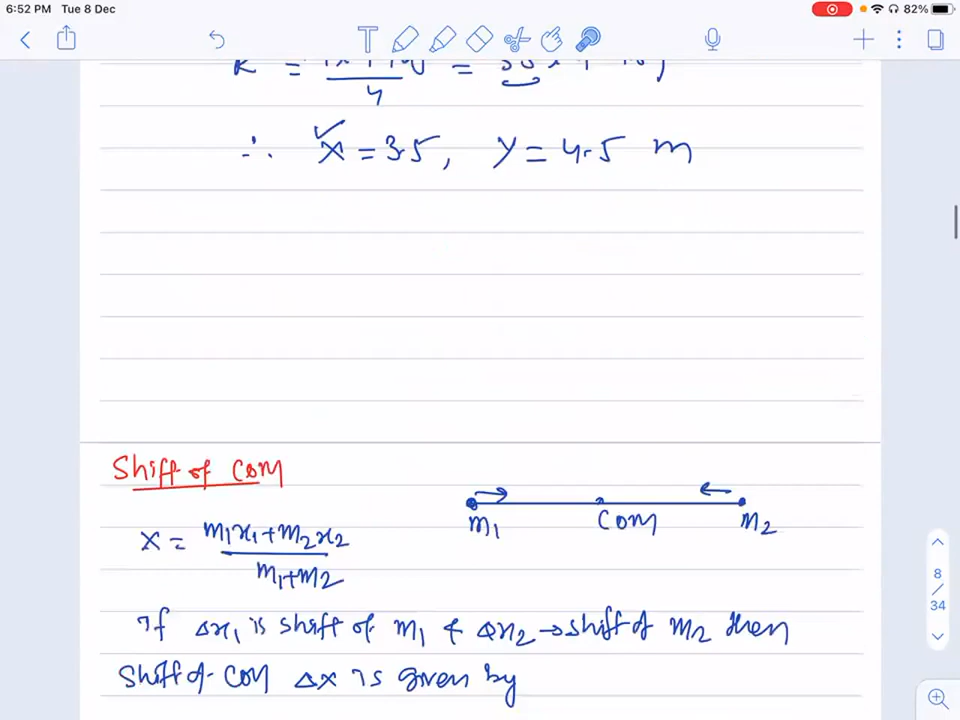 6:52 PM Tue 8 Dec
82%
T
4
∴ x = 3.5, y = 4.5 m
Shift of COM
m1 COM m2
X = m1x1+m2x2 / m1+m2
If Δx1 is shift of m1 & Δx2 → shift of m2 then
Shift of COM Δx is given by
8
/
34